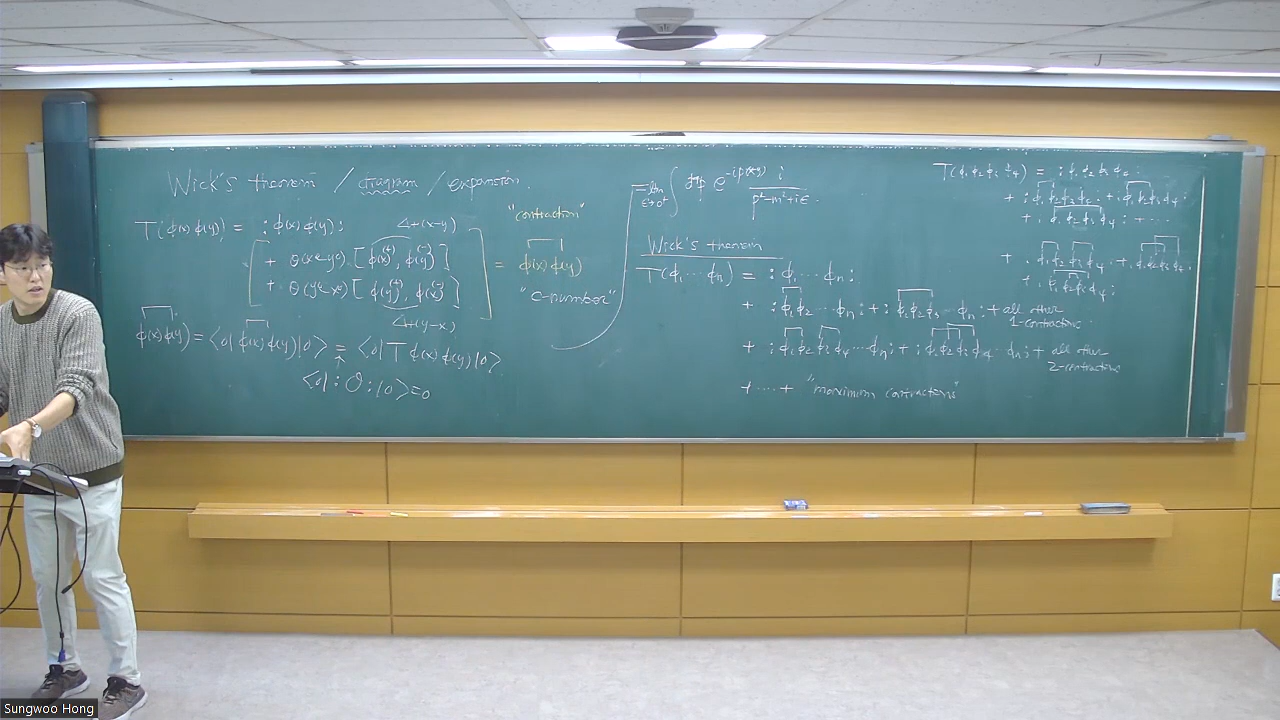 Wick's theorem / diagram / expansion.
T(φ(x)φ(y)) = :φ(x)φ(y):
Δ+(x-y)
+ θ(x⁰-y⁰) [φ(x)⁽⁺⁾, φ(y)⁽⁻⁾]
+ θ(y⁰-x⁰) [φ(y)⁽⁺⁾, φ(x)⁽⁻⁾]
Δ+(y-x)
"contraction"
= φ(x)φ(y)
"c-number"
φ(x)φ(y) = <0| φ(x)φ(y) |0> = <0| T φ(x)φ(y) |0>
↑
<0| :O: |0> = 0
= lim ε→0⁺ ∫ d⁴p e^{-ip(x-y)} i / p²-m²+iε .
Wick's theorem
T(φ₁ ⋯ φₙ) = :φ₁ ⋯ φₙ:
+ :φ₁φ₂ ⋯ φₙ: + :φ₁φ₂φ₃ ⋯ φₙ: + all other
1-contractions
+ :φ₁φ₂φ₃φ₄ ⋯ φₙ: + :φ₁φ₂φ₃φ₄ ⋯ φₙ: + all other
2-contractions
+ ⋯ + "maximum contractions"
T(φ₁φ₂φ₃φ₄) = :φ₁φ₂φ₃φ₄:
+ :φ₁φ₂φ₃φ₄: + :φ₁φ₂φ₃φ₄:
+ :φ₁φ₂φ₃φ₄: + ⋯
+ :φ₁φ₂φ₃φ₄: + :φ₁φ₂φ₃φ₄:
+ :φ₁φ₂φ₃φ₄:
Sungwoo Hong